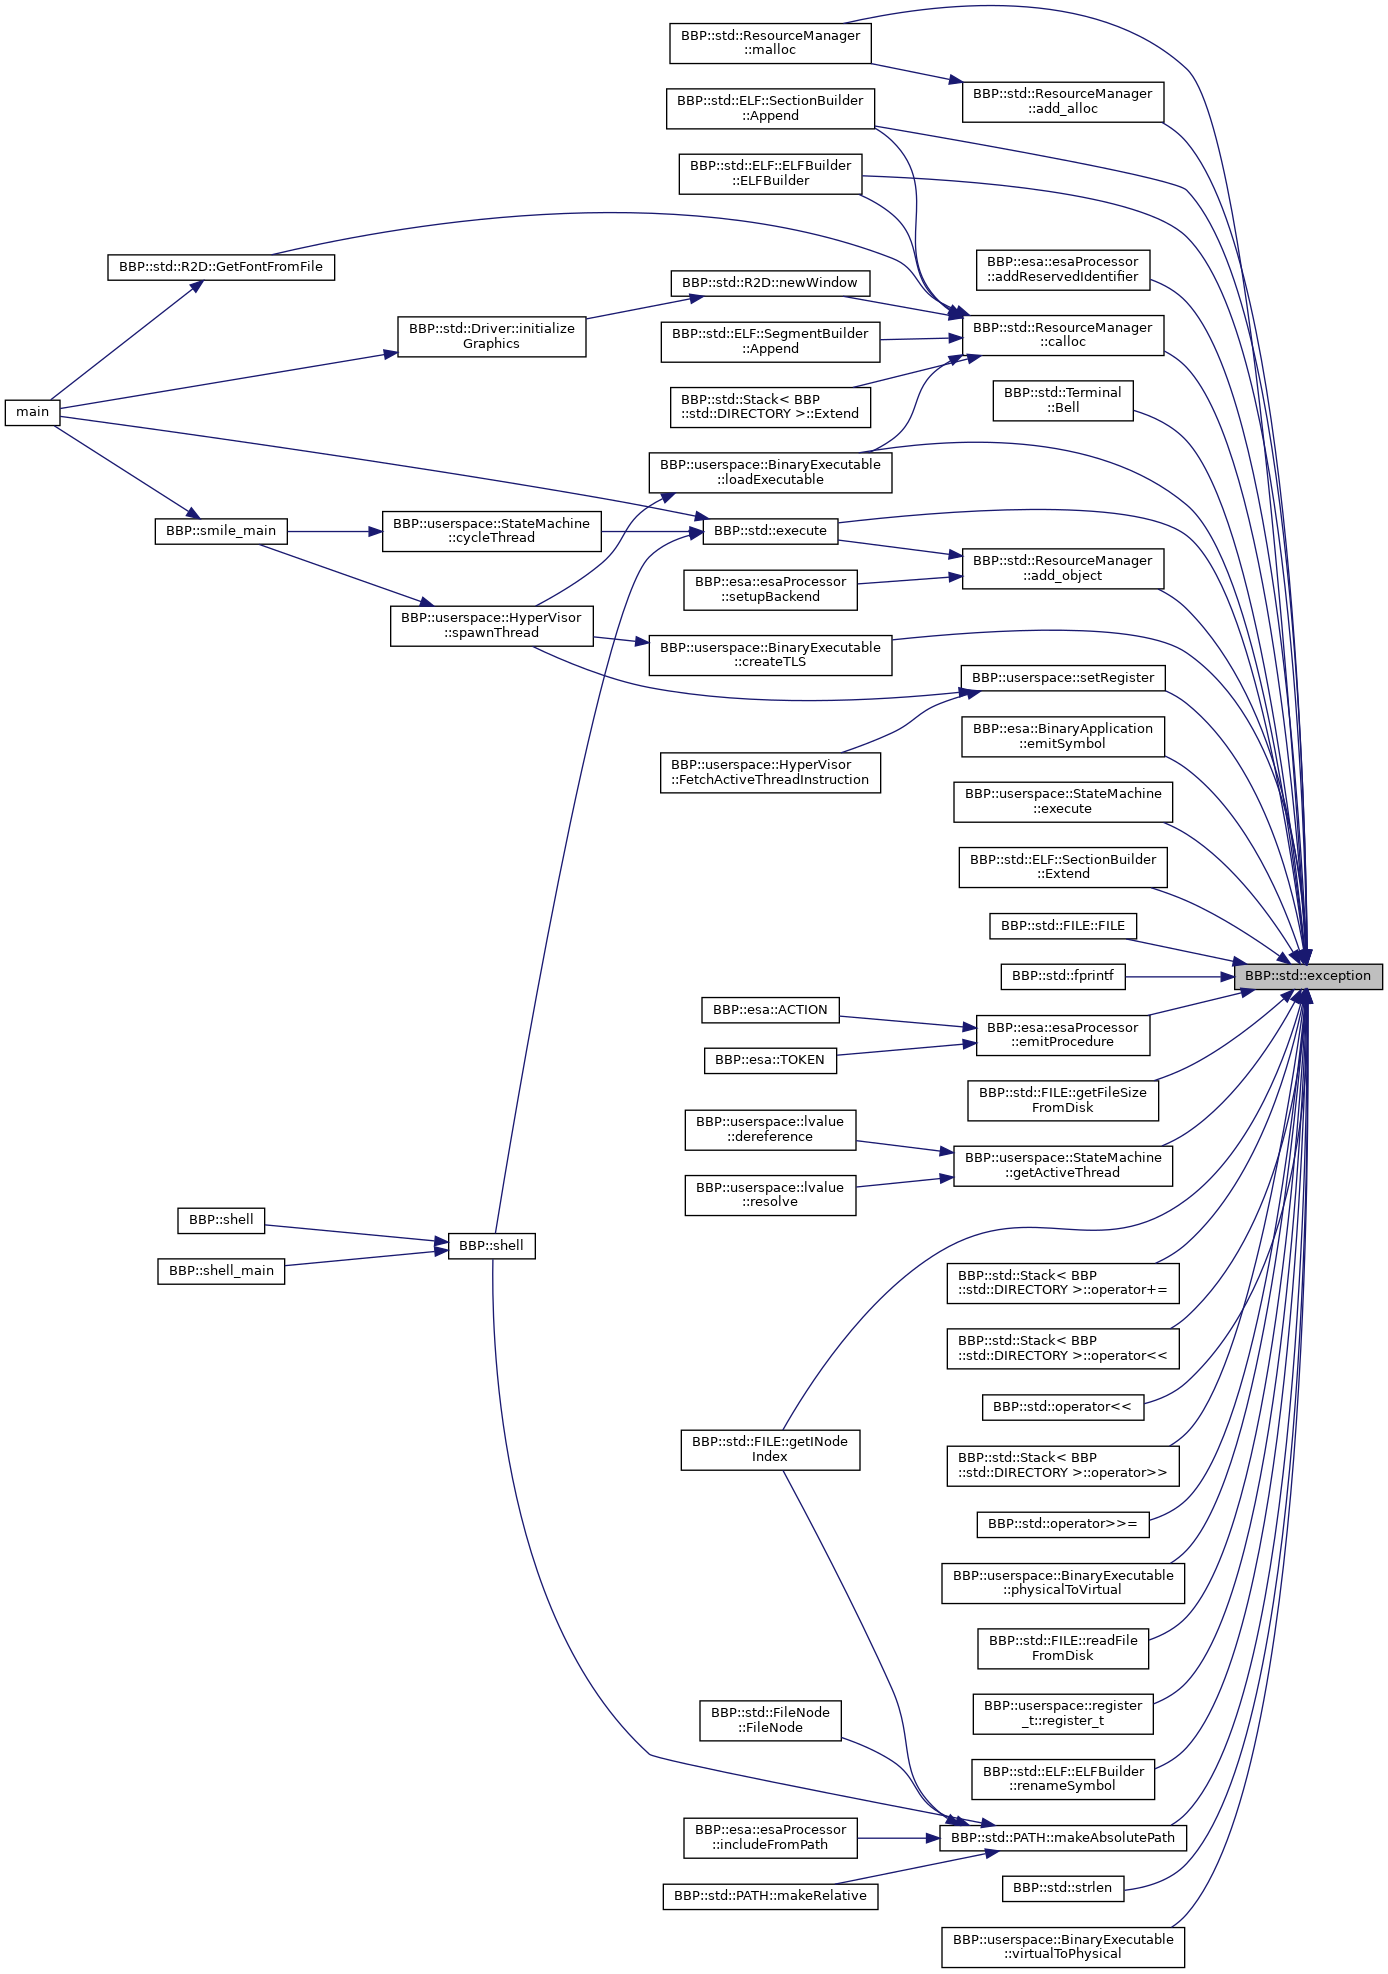 BBP::std::ResourceManager
::malloc
BBP::std::ResourceManager
::add_alloc
BBP::std::ELF::SectionBuilder
::Append
BBP::std::ELF::ELFBuilder
::ELFBuilder
BBP::std::R2D::GetFontFromFile
BBP::esa::esaProcessor
::addReservedIdentifier
BBP::std::R2D::newWindow
BBP::std::Driver::initialize
Graphics
BBP::std::ELF::SegmentBuilder
::Append
BBP::std::ResourceManager
::calloc
BBP::std::Stack< BBP
::std::DIRECTORY >::Extend
BBP::std::Terminal
::Bell
main
BBP::userspace::BinaryExecutable
::loadExecutable
BBP::smile_main
BBP::userspace::StateMachine
::cycleThread
BBP::std::execute
BBP::std::ResourceManager
::add_object
BBP::esa::esaProcessor
::setupBackend
BBP::userspace::HyperVisor
::spawnThread
BBP::userspace::BinaryExecutable
::createTLS
BBP::userspace::setRegister
BBP::esa::BinaryApplication
::emitSymbol
BBP::userspace::HyperVisor
::FetchActiveThreadInstruction
BBP::userspace::StateMachine
::execute
BBP::std::ELF::SectionBuilder
::Extend
BBP::std::FILE::FILE
BBP::std::fprintf
BBP::std::exception
BBP::esa::ACTION
BBP::esa::TOKEN
BBP::esa::esaProcessor
::emitProcedure
BBP::std::FILE::getFileSize
FromDisk
BBP::userspace::lvalue
::dereference
BBP::userspace::StateMachine
::getActiveThread
BBP::userspace::lvalue
::resolve
BBP::shell
BBP::shell_main
BBP::shell
BBP::std::Stack< BBP
::std::DIRECTORY >::operator+=
BBP::std::Stack< BBP
::std::DIRECTORY >::operator<<
BBP::std::operator<<
BBP::std::FILE::getINode
Index
BBP::std::Stack< BBP
::std::DIRECTORY >::operator>>
BBP::std::operator>>=
BBP::userspace::BinaryExecutable
::physicalToVirtual
BBP::std::FILE::readFile
FromDisk
BBP::userspace::register
_t::register_t
BBP::std::FileNode
::FileNode
BBP::std::ELF::ELFBuilder
::renameSymbol
BBP::esa::esaProcessor
::includeFromPath
BBP::std::PATH::makeAbsolutePath
BBP::std::PATH::makeRelative
BBP::std::strlen
BBP::userspace::BinaryExecutable
::virtualToPhysical